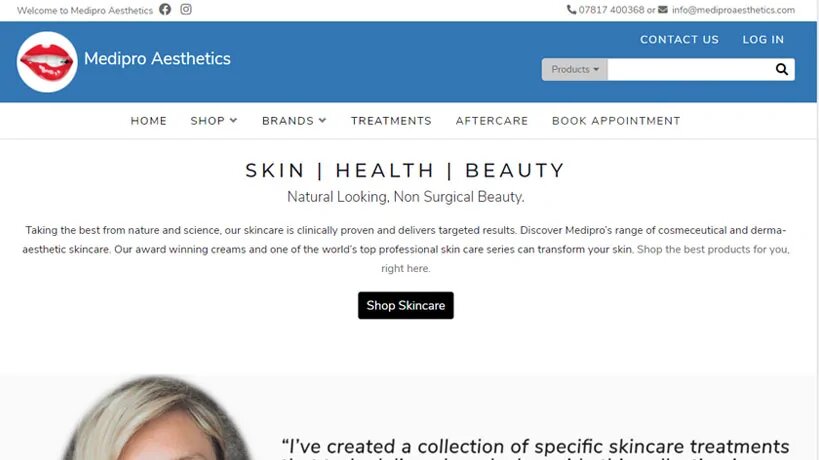 Welcome to Medipro Aesthetics
07817 400368 or info@mediproaesthetics.com
CONTACT US LOG IN
Medipro Aesthetics
Products
HOME SHOP BRANDS TREATMENTS AFTERCARE BOOK APPOINTMENT
SKIN | HEALTH | BEAUTY
Natural Looking, Non Surgical Beauty.
Taking the best from nature and science, our skincare is clinically proven and delivers targeted results. Discover Medipro's range of cosmeceutical and derma-
aesthetic skincare. Our award winning creams and one of the world's top professional skin care series can transform your skin. Shop the best products for you,
right here.
Shop Skincare
“I've created a collection of specific skincare treatments